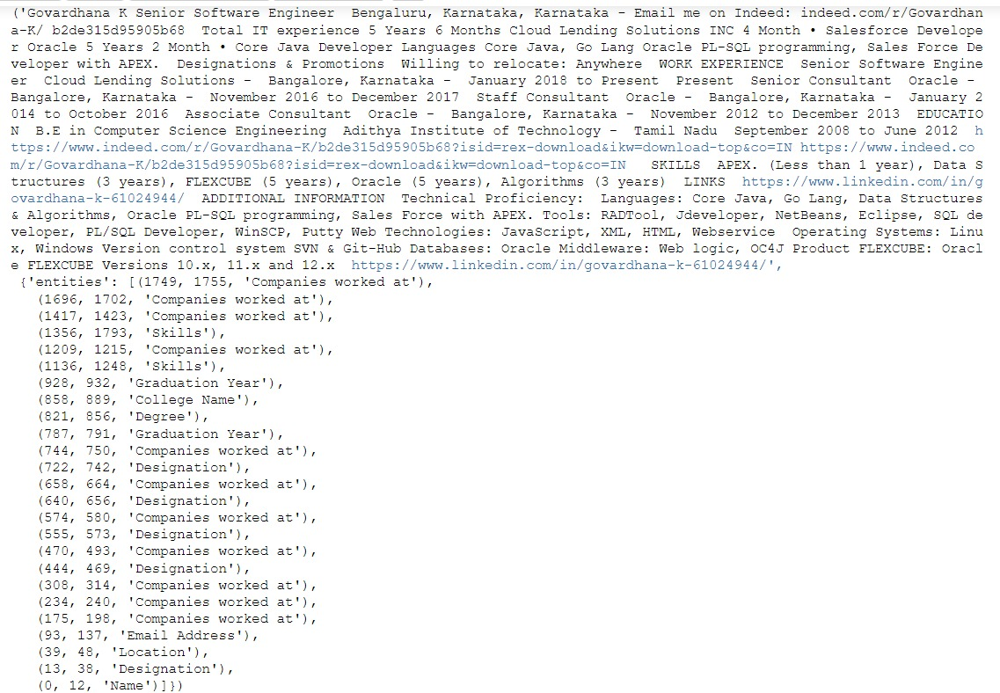 ('Govardhana K Senior Software Engineer  Bengaluru, Karnataka, Karnataka - Email me on Indeed: indeed.com/r/Govardhan
a-K/ b2de315d95905b68  Total IT experience 5 Years 6 Months Cloud Lending Solutions INC 4 Month • Salesforce Develope
r Oracle 5 Years 2 Month • Core Java Developer Languages Core Java, Go Lang Oracle PL-SQL programming, Sales Force De
veloper with APEX.  Designations & Promotions  Willing to relocate: Anywhere  WORK EXPERIENCE  Senior Software Engine
er  Cloud Lending Solutions -  Bangalore, Karnataka -  January 2018 to Present  Present  Senior Consultant  Oracle -
Bangalore, Karnataka -  November 2016 to December 2017  Staff Consultant  Oracle -  Bangalore, Karnataka -  January 2
014 to October 2016  Associate Consultant  Oracle -  Bangalore, Karnataka -  November 2012 to December 2013  EDUCATIO
N  B.E in Computer Science Engineering  Adithya Institute of Technology -  Tamil Nadu  September 2008 to June 2012  h
ttps://www.indeed.com/r/Govardhana-K/b2de315d95905b68?isid=rex-download&ikw=download-top&co=IN https://www.indeed.co
m/r/Govardhana-K/b2de315d95905b68?isid=rex-download&ikw=download-top&co=IN   SKILLS  APEX. (Less than 1 year), Data S
tructures (3 years), FLEXCUBE (5 years), Oracle (5 years), Algorithms (3 years)  LINKS  https://www.linkedin.com/in/g
ovardhana-k-61024944/  ADDITIONAL INFORMATION  Technical Proficiency:  Languages: Core Java, Go Lang, Data Structures
& Algorithms, Oracle PL-SQL programming, Sales Force with APEX. Tools: RADTool, Jdeveloper, NetBeans, Eclipse, SQL de
veloper, PL/SQL Developer, WinSCP, Putty Web Technologies: JavaScript, XML, HTML, Webservice  Operating Systems: Linu
x, Windows Version control system SVN & Git-Hub Databases: Oracle Middleware: Web logic, OC4J Product FLEXCUBE: Oracl
e FLEXCUBE Versions 10.x, 11.x and 12.x  https://www.linkedin.com/in/govardhana-k-61024944/',
{'entities': [(1749, 1755, 'Companies worked at'),
(1696, 1702, 'Companies worked at'),
(1417, 1423, 'Companies worked at'),
(1356, 1793, 'Skills'),
(1209, 1215, 'Companies worked at'),
(1136, 1248, 'Skills'),
(928, 932, 'Graduation Year'),
(858, 889, 'College Name'),
(821, 856, 'Degree'),
(787, 791, 'Graduation Year'),
(744, 750, 'Companies worked at'),
(722, 742, 'Designation'),
(658, 664, 'Companies worked at'),
(640, 656, 'Designation'),
(574, 580, 'Companies worked at'),
(555, 573, 'Designation'),
(470, 493, 'Companies worked at'),
(444, 469, 'Designation'),
(308, 314, 'Companies worked at'),
(234, 240, 'Companies worked at'),
(175, 198, 'Companies worked at'),
(93, 137, 'Email Address'),
(39, 48, 'Location'),
(13, 38, 'Designation'),
(0, 12, 'Name')]})